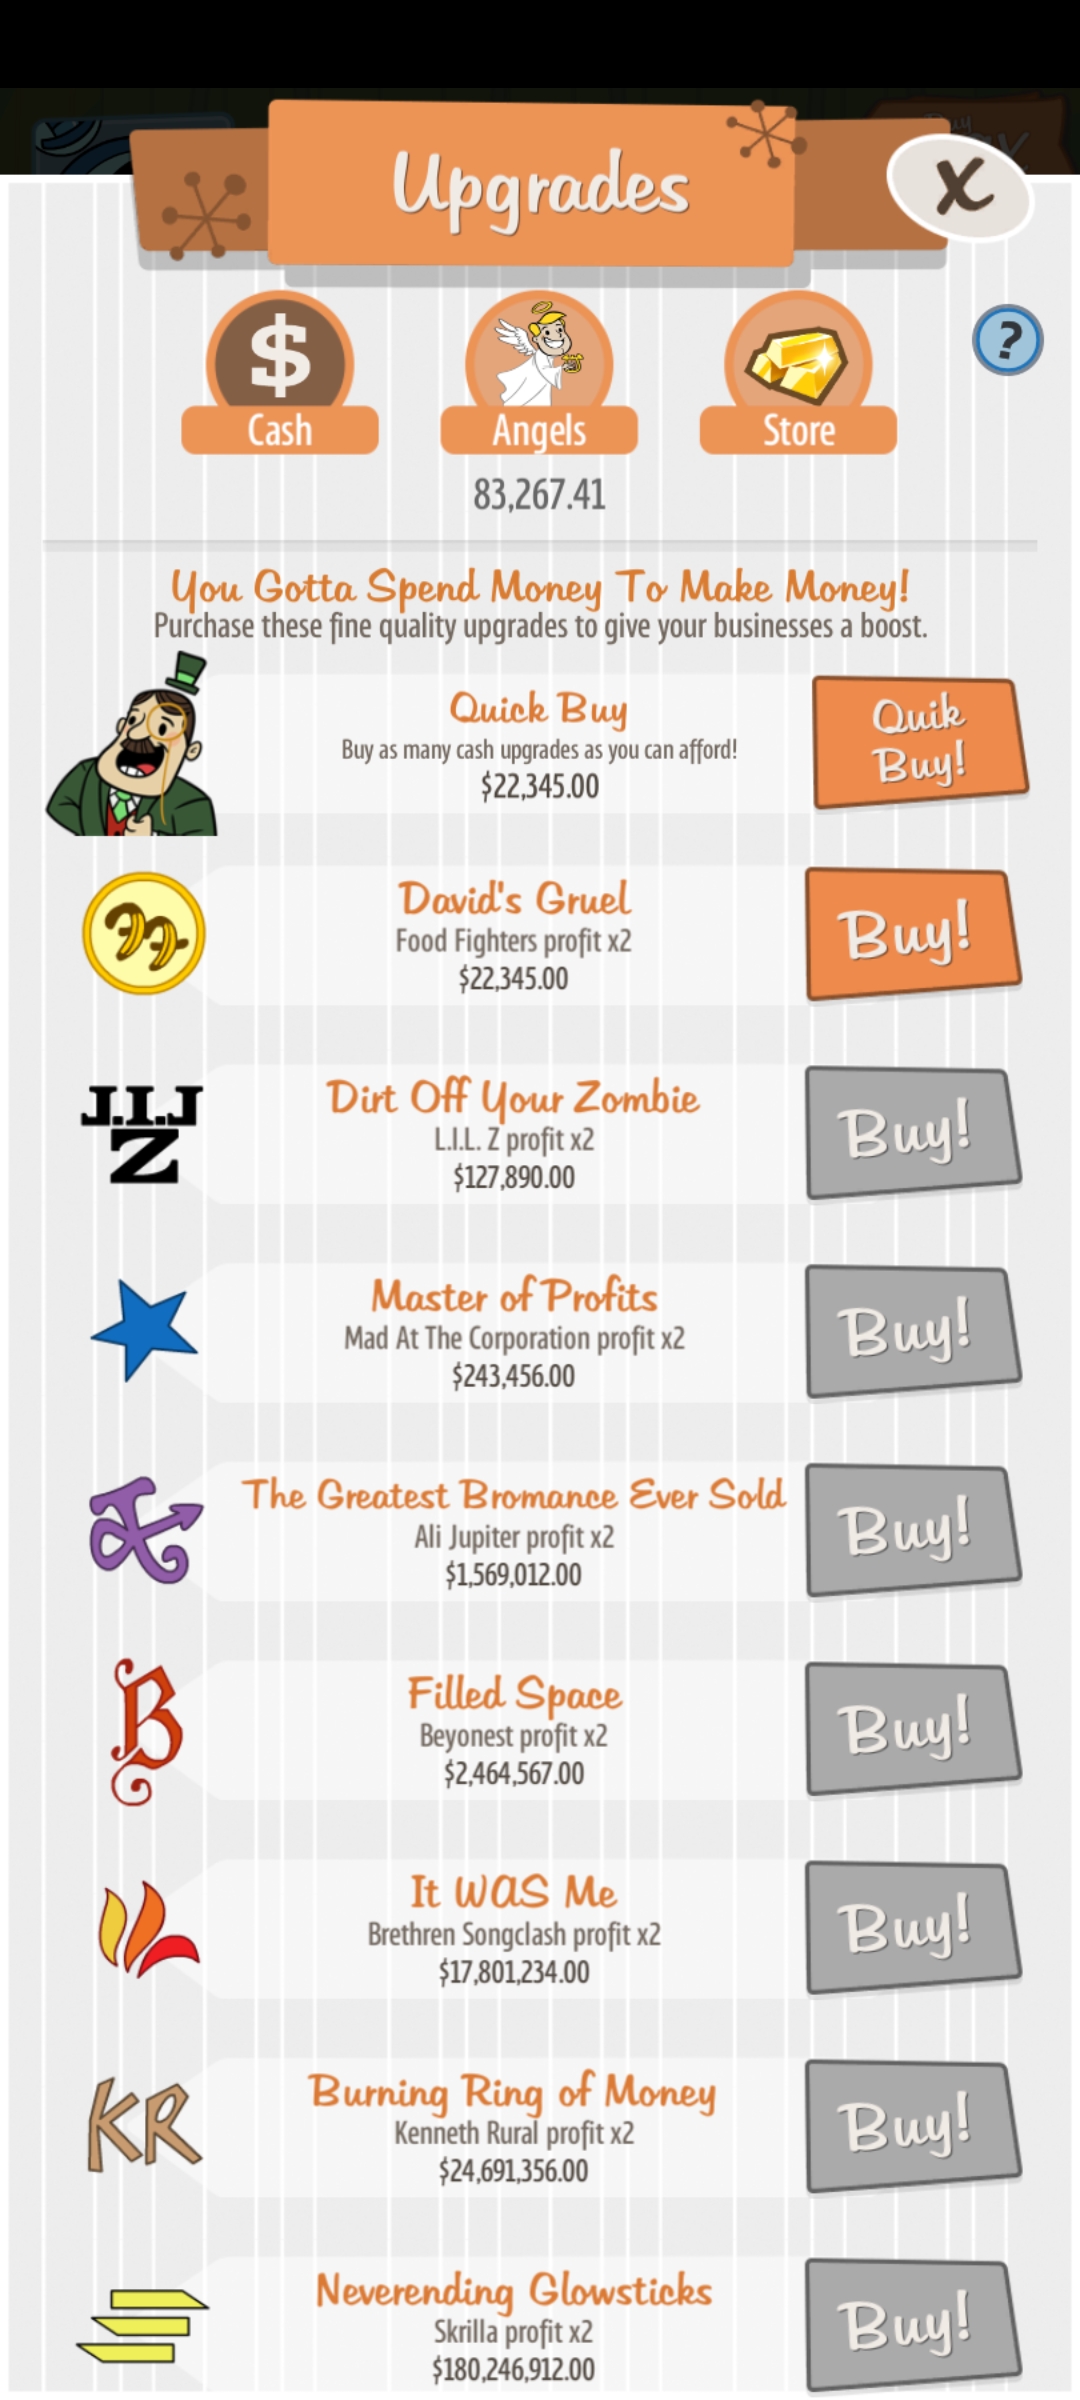 Buy
Upgrades
X
$
?
Cash
Angels
Store
83,267.41
You Gotta Spend Money To Make Money!
Purchase these fine quality upgrades to give your businesses a boost.
Quick Buy
Buy as many cash upgrades as you can afford!
$22,345.00
Quik
Buy!
David's Gruel
Food Fighters profit x2
$22,345.00
Buy!
J.I.J
Z
Dirt Off Your Zombie
L.I.L. Z profit x2
$127,890.00
Buy!
Master of Profits
Mad At The Corporation profit x2
$243,456.00
Buy!
The Greatest Bromance Ever Sold
Ali Jupiter profit x2
$1,569,012.00
Buy!
B
Filled Space
Beyonest profit x2
$2,464,567.00
Buy!
It WAS Me
Brethren Songclash profit x2
$17,801,234.00
Buy!
KR
Burning Ring of Money
Kenneth Rural profit x2
$24,691,356.00
Buy!
Neverending Glowsticks
Skrilla profit x2
$180,246,912.00
Buy!